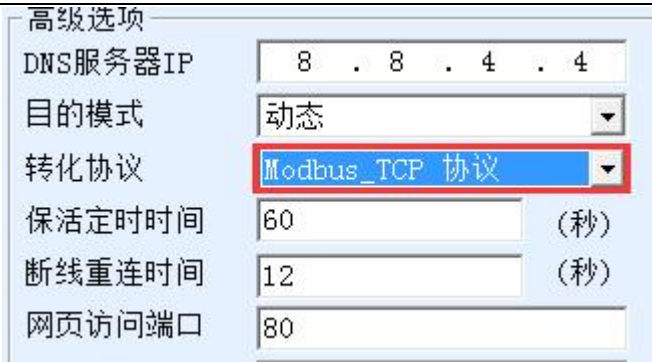 高级选项
DNS服务器IP 8 . 8 . 4 . 4
目的模式 动态
转化协议 Modbus_TCP 协议
保活定时时间 60 (秒)
断线重连时间 12 (秒)
网页访问端口 80